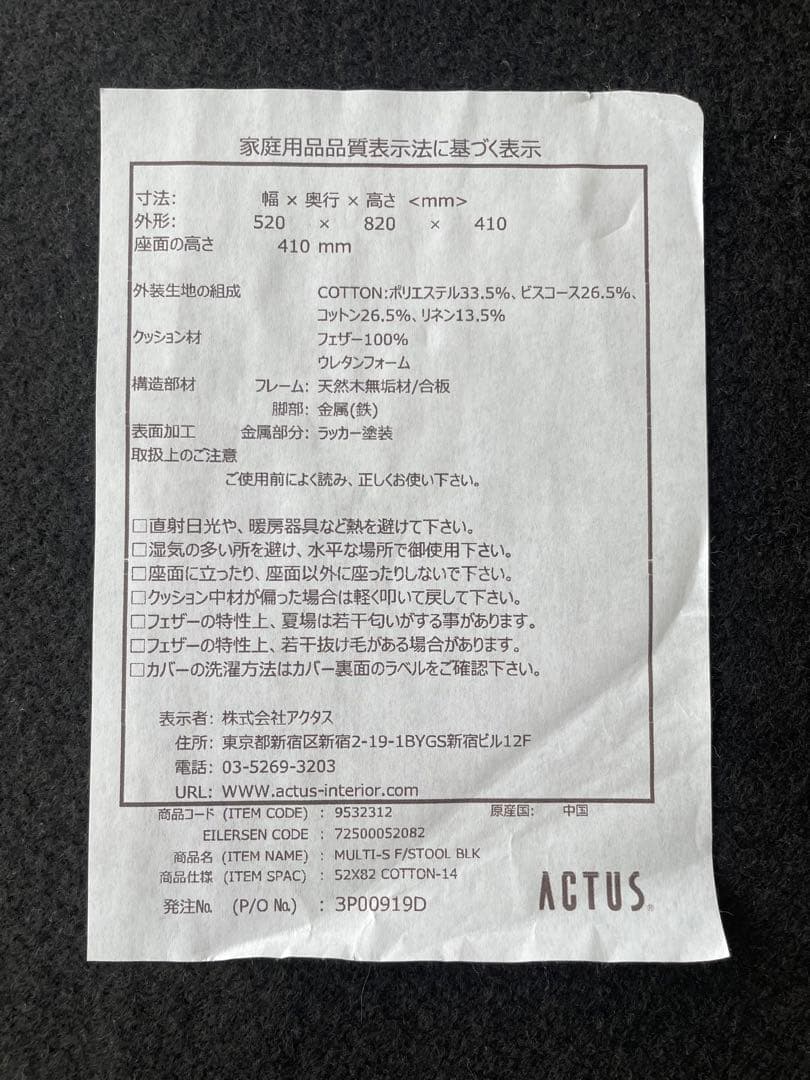 家庭用品品質表示法に基づく表示
寸法: 幅 × 奥行 × 高さ <mm>
外形: 520 × 820 × 410
座面の高さ 410 mm
外装生地の組成 COTTON:ポリエステル33.5%、ビスコース26.5%、
コットン26.5%、リネン13.5%
クッション材 フェザー100%
ウレタンフォーム
構造部材 フレーム: 天然木無垢材/合板
脚部: 金属(鉄)
表面加工 金属部分: ラッカー塗装
取扱上のご注意
ご使用前によく読み、正しくお使い下さい。
□直射日光や、暖房器具など熱を避けて下さい。
□湿気の多い所を避け、水平な場所で御使用下さい。
□座面に立ったり、座面以外に座ったりしないで下さい。
□クッション中材が偏った場合は軽く叩いて戻して下さい。
□フェザーの特性上、夏場は若干匂いがする事があります。
□フェザーの特性上、若干抜け毛がある場合があります。
□カバーの洗濯方法はカバー裏面のラベルをご確認下さい。
表示者: 株式会社アクタス
住所: 東京都新宿区新宿2-19-1BYGS新宿ビル12F
電話: 03-5269-3203
URL: WWW.actus-interior.com
商品コード (ITEM CODE) : 9532312 原産国: 中国
EILERSEN CODE : 72500052082
商品名 (ITEM NAME) : MULTI-S F/STOOL BLK
商品仕様 (ITEM SPAC) : 52X82 COTTON-14
発注№ (P/O №) : 3P00919D
ACTUS®